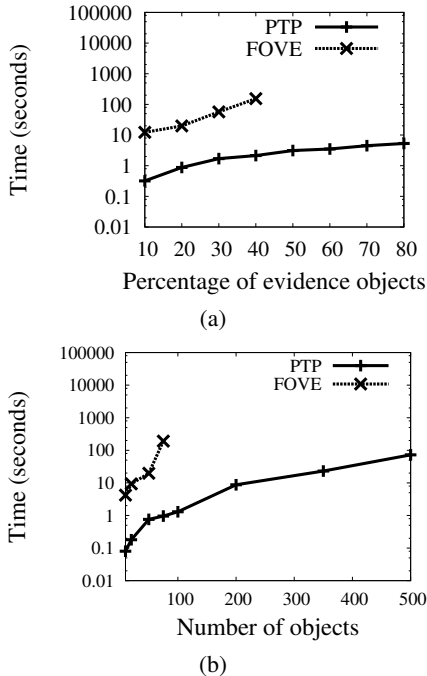 100000
10000
1000
100
10
1
0.1
0.01
Time (seconds)
PTP
FOVE
10 20 30 40 50 60 70 80
Percentage of evidence objects
(a)
100000
10000
1000
100
10
1
0.1
0.01
Time (seconds)
PTP
FOVE
100 200 300 400 500
Number of objects
(b)